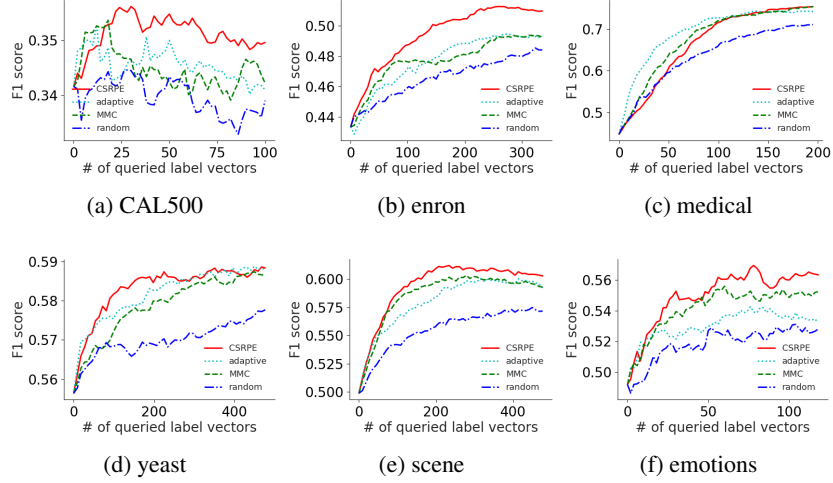 F1 score
0.35
0.34
CSRPE
adaptive
MMC
random
0 25 50 75 100
# of queried label vectors
(a) CAL500
F1 score
0.50
0.48
0.46
0.44
CSRPE
adaptive
MMC
random
0 100 200 300
# of queried label vectors
(b) enron
F1 score
0.7
0.6
0.5
CSRPE
adaptive
MMC
random
0 50 100 150 200
# of queried label vectors
(c) medical
F1 score
0.59
0.58
0.57
0.56
CSRPE
adaptive
MMC
random
0 200 400
# of queried label vectors
(d) yeast
F1 score
0.600
0.575
0.550
0.525
0.500
CSRPE
adaptive
MMC
random
0 200 400
# of queried label vectors
(e) scene
F1 score
0.56
0.54
0.52
0.50
CSRPE
adaptive
MMC
random
0 50 100
# of queried label vectors
(f) emotions